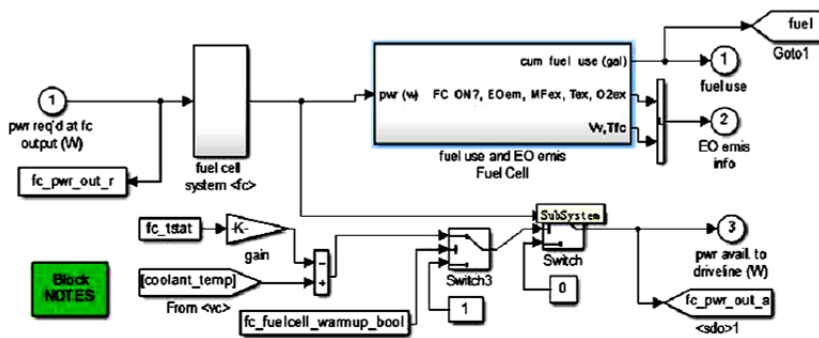 fuel
Goto1
cum fuel use (gal)
1
fuel use
1
pwr (w)
FC ON?, EOem, MFex, Tex, O2ex
pwr req'd at fc
output (W)
2
Vv,Tfc
EO emis
info
fuel cell
system <fc>
fuel use and EO emis
Fuel Cell
fc_pwr_out_r
SubSystem
fc_tstat
-K-
gain
3
Switch
Switch3
pwr avail. to
driveline (W)
-
+
Block
NOTES
[coolant_temp]
From <vc>
0
1
fc_pwr_out_a
<sdo>1
fc_fuelcell_warmup_bool